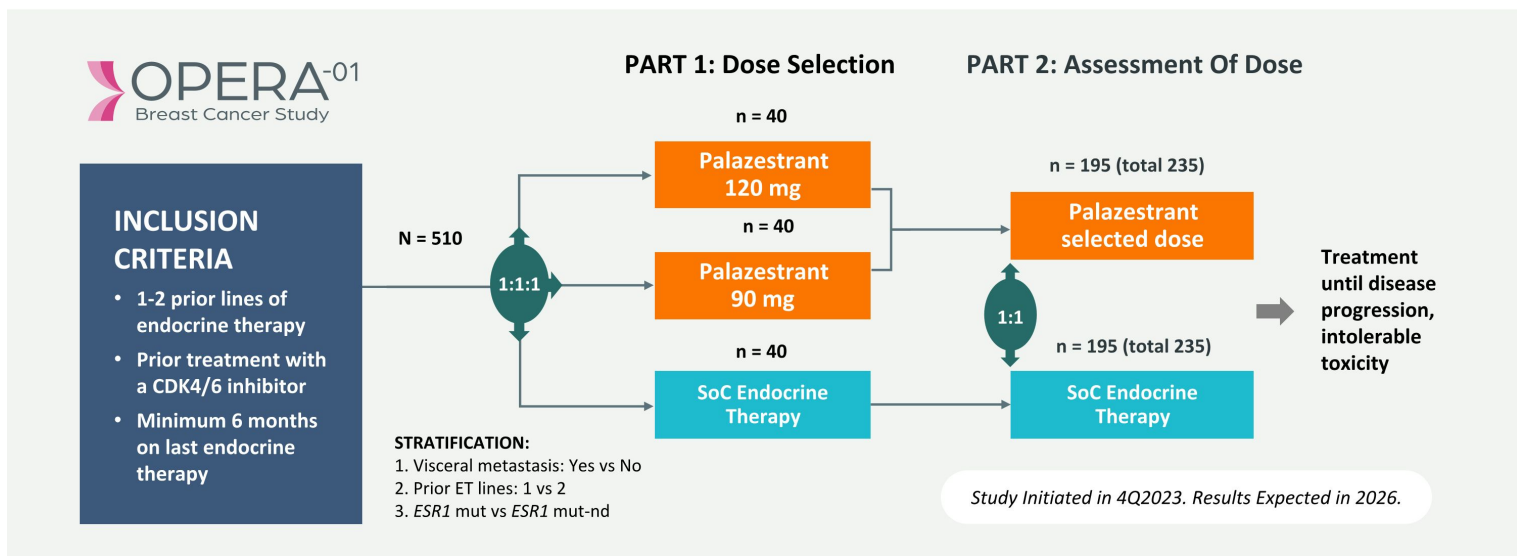 OPERA-01
Breast Cancer Study
INCLUSION
CRITERIA
• 1-2 prior lines of
endocrine therapy
• Prior treatment with
a CDK4/6 inhibitor
• Minimum 6 months
on last endocrine
therapy
N = 510
1:1:1
STRATIFICATION:
1. Visceral metastasis: Yes vs No
2. Prior ET lines: 1 vs 2
3. ESR1 mut vs ESR1 mut-nd
PART 1: Dose Selection
n = 40
Palazestrant
120 mg
n = 40
Palazestrant
90 mg
n = 40
SoC Endocrine
Therapy
PART 2: Assessment Of Dose
n = 195 (total 235)
Palazestrant
selected dose
1:1
n = 195 (total 235)
SoC Endocrine
Therapy
Treatment
until disease
progression,
intolerable
toxicity
Study Initiated in 4Q2023. Results Expected in 2026.